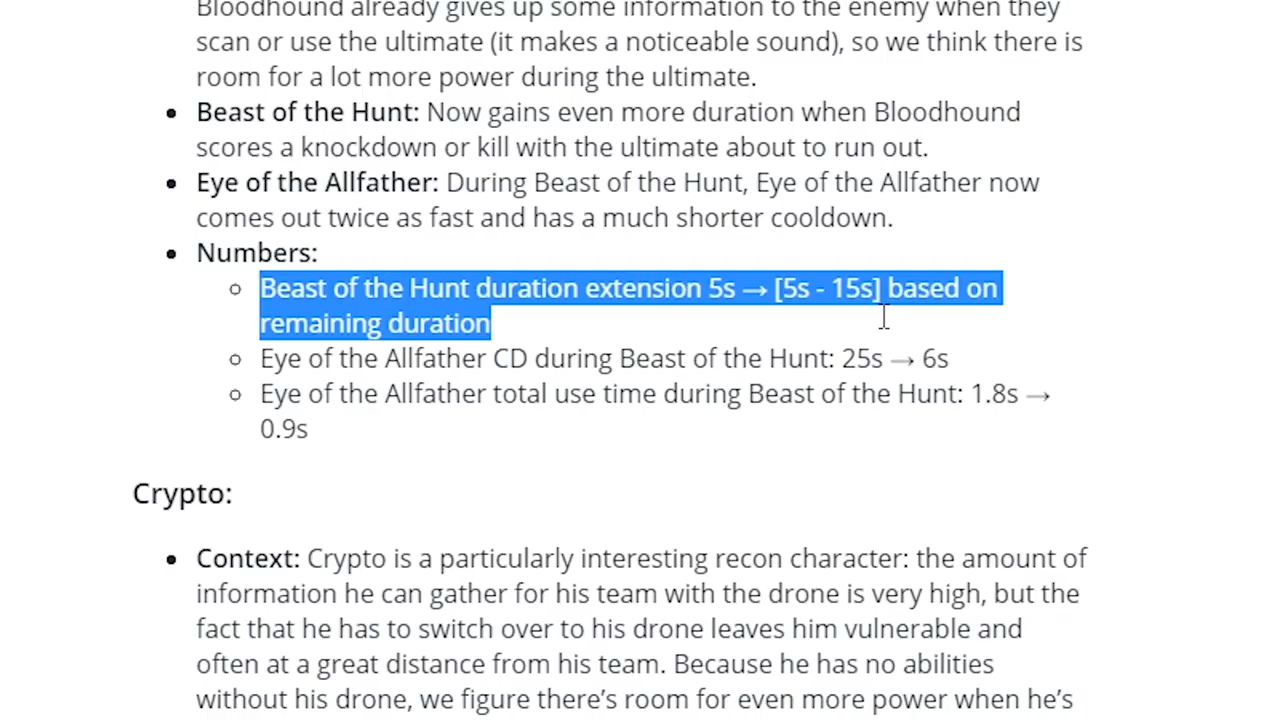 Bloodhound already gives up some information to the enemy when they
scan or use the ultimate (it makes a noticeable sound), so we think there is
room for a lot more power during the ultimate.
Beast of the Hunt: Now gains even more duration when Bloodhound
scores a knockdown or kill with the ultimate about to run out.
Eye of the Allfather: During Beast of the Hunt, Eye of the Allfather now
comes out twice as fast and has a much shorter cooldown.
Numbers:
Beast of the Hunt duration extension 5s → [5s - 15s] based on
remaining duration
Eye of the Allfather CD during Beast of the Hunt: 25s → 6s
Eye of the Allfather total use time during Beast of the Hunt: 1.8s →
0.9s
Crypto:
Context: Crypto is a particularly interesting recon character: the amount of
information he can gather for his team with the drone is very high, but the
fact that he has to switch over to his drone leaves him vulnerable and
often at a great distance from his team. Because he has no abilities
without his drone, we figure there’s room for even more power when he’s